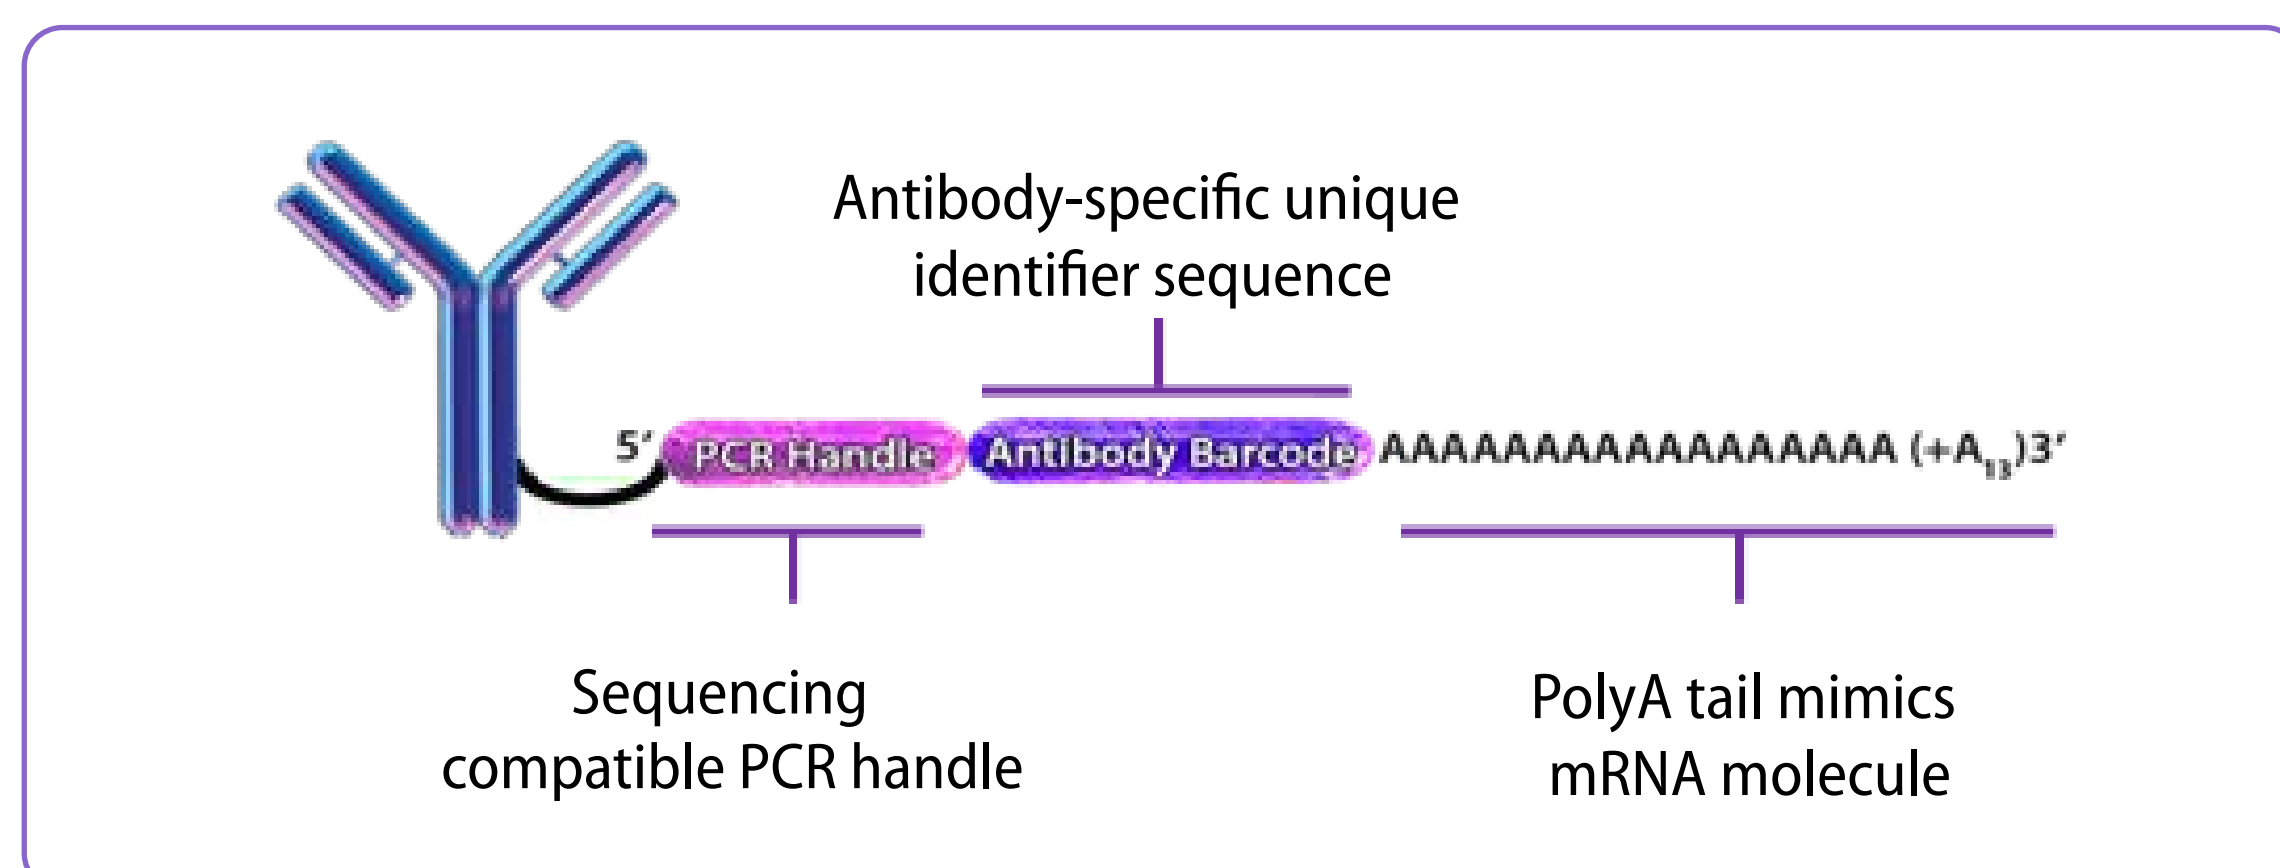 Antibody-specific unique
identifier sequence
5′ PCR Handle Antibody Barcode AAAAAAAAAAAAAAAAA (+A₁₃)3′
Sequencing
compatible PCR handle
PolyA tail mimics
mRNA molecule